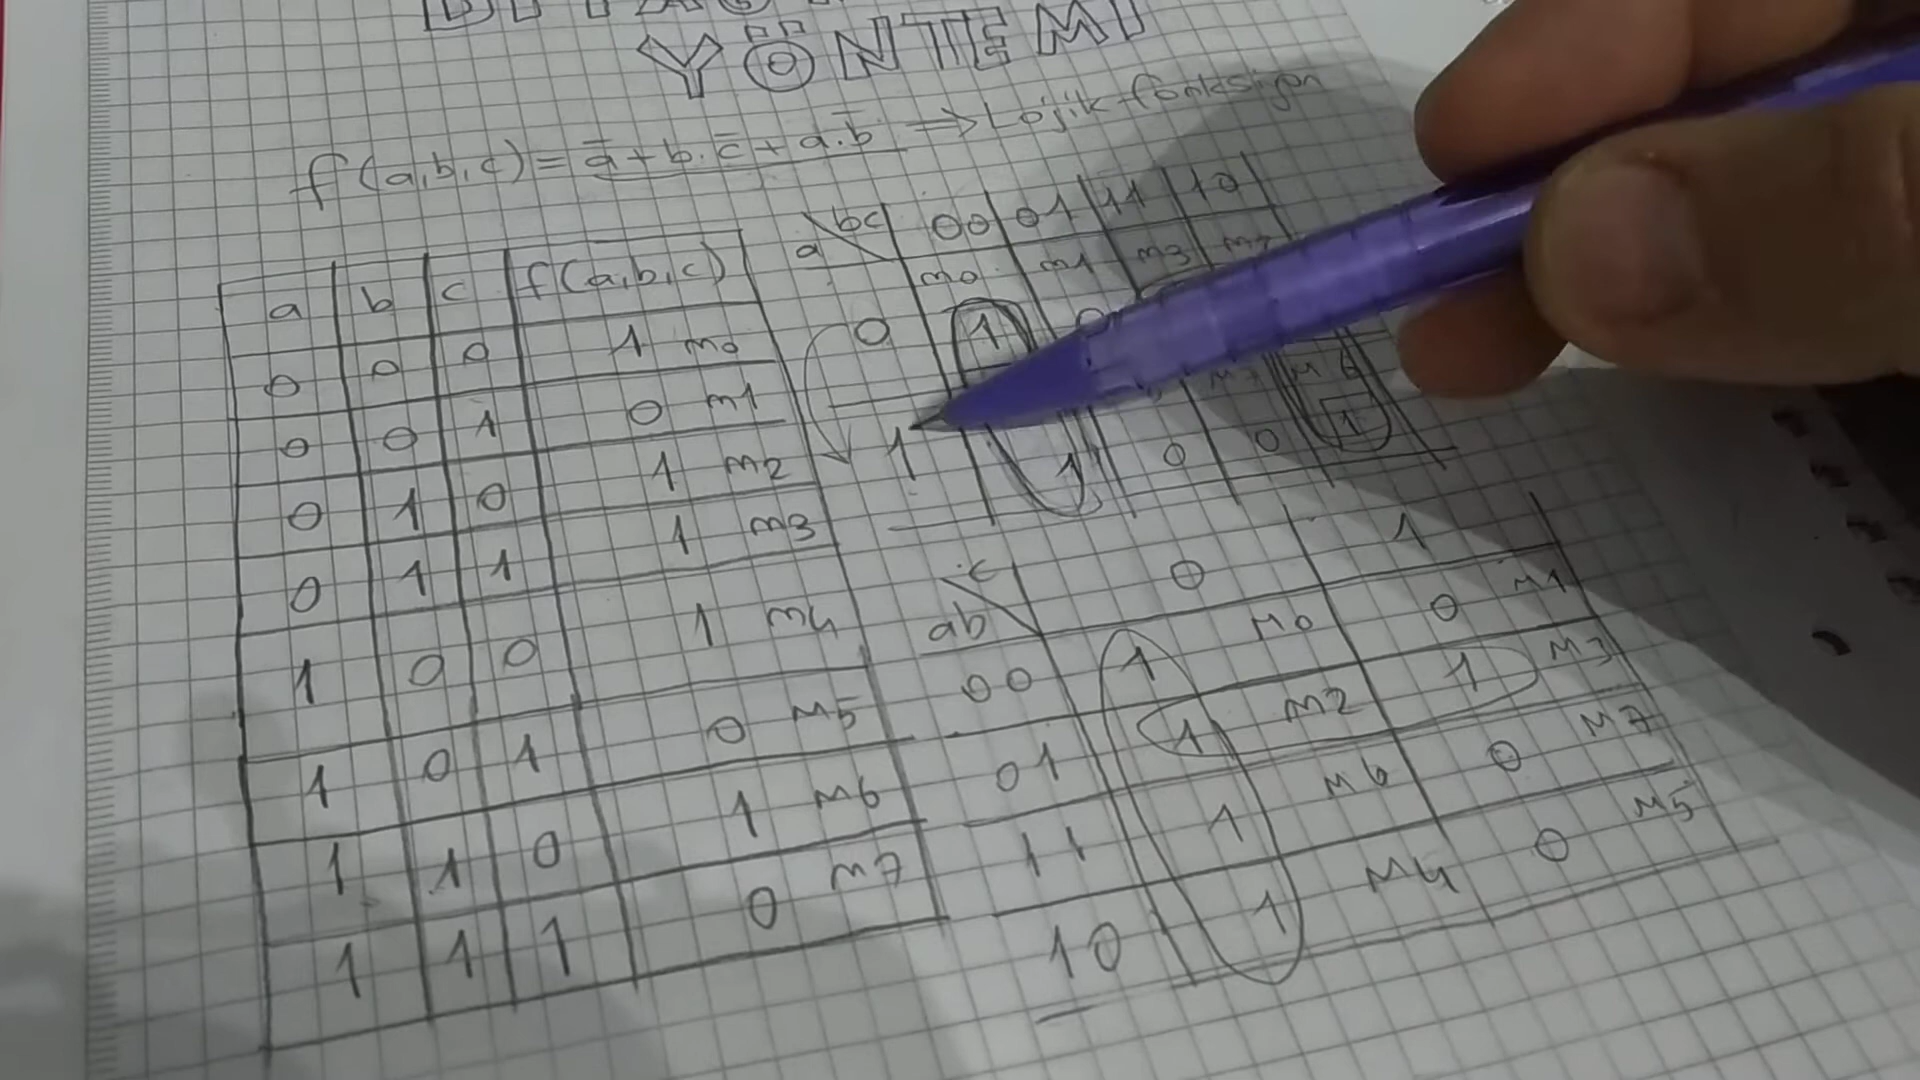 YÖNTEMİ
f(a,b,c) = a̅+b.c̅+a.b̅ ⇒ Lojik fonksiyon
a b c f(a,b,c)
0 0 0 1 m0
0 0 1 0 m1
0 1 0 1 m2
0 1 1 1 m3
1 0 0 1 m4
1 0 1 0 m5
1 1 0 1 m6
1 1 1 0 m7
a bc 00 01 11 10
m0 m1 m3
0 1 0
m7 m6
1 1 0 0 1
ab c 0 1
00 1 m0 0 m1
01 1 m2 1 m3
11 1 m6 0 m7
10 1 m4 0 m5